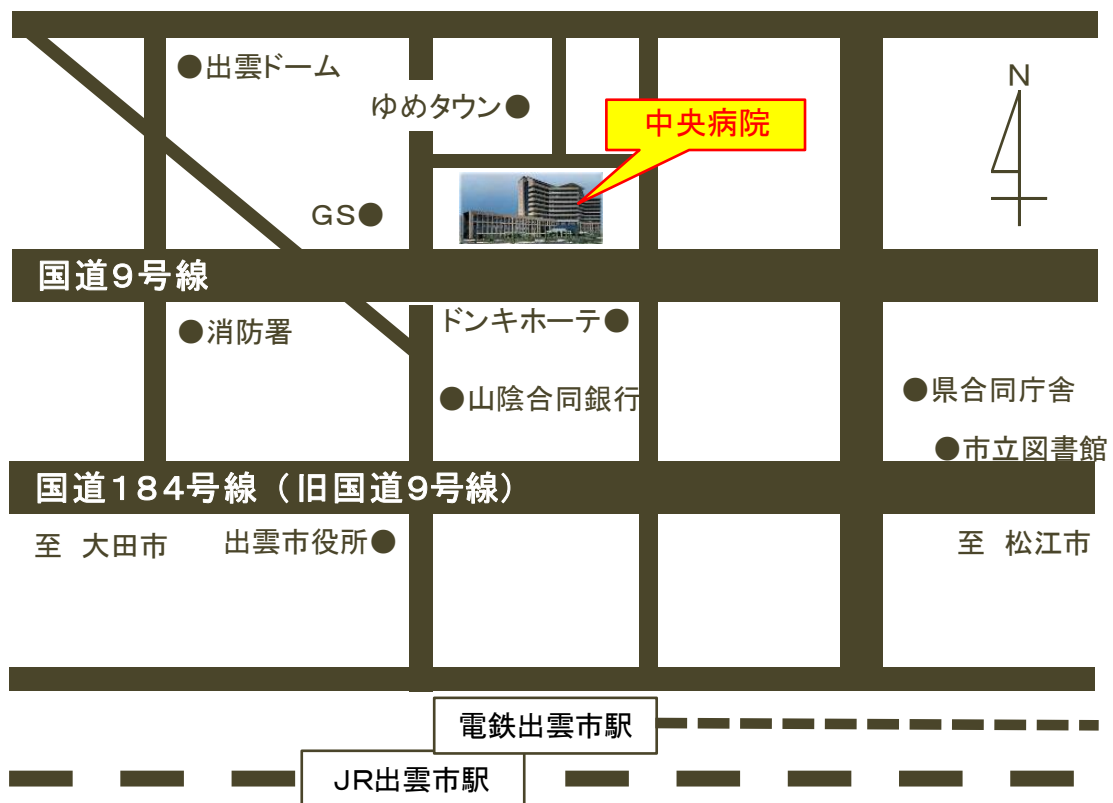 ●出雲ドーム
N
ゆめタウン●
中央病院
GS●
国道9号線
ドンキホーテ●
●消防署
●山陰合同銀行
●県合同庁舎
●市立図書館
国道184号線(旧国道9号線)
至 大田市
出雲市役所●
至 松江市
電鉄出雲市駅
JR出雲市駅